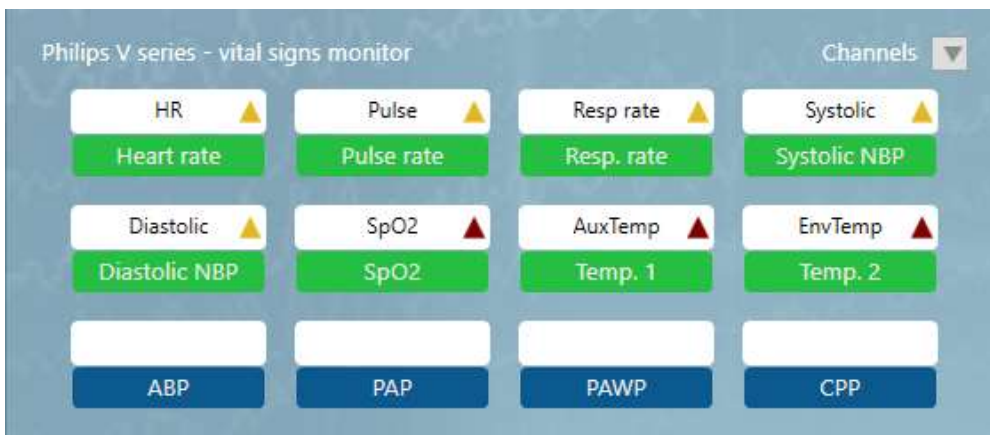 Philips V series - vital signs monitor Channels
HR Pulse Resp rate Systolic
Heart rate Pulse rate Resp. rate Systolic NBP
Diastolic SpO2 AuxTemp EnvTemp
Diastolic NBP SpO2 Temp. 1 Temp. 2
ABP PAP PAWP CPP